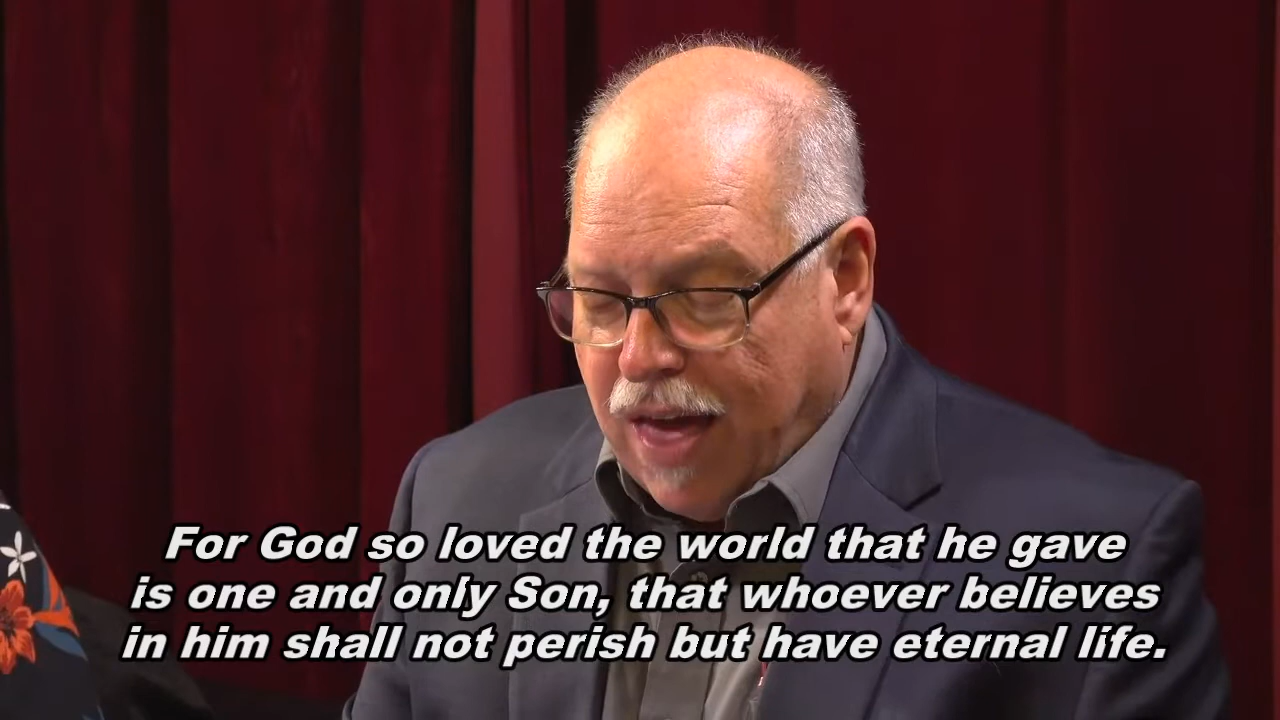 For God so loved the world that he gave
is one and only Son, that whoever believes
in him shall not perish but have eternal life.